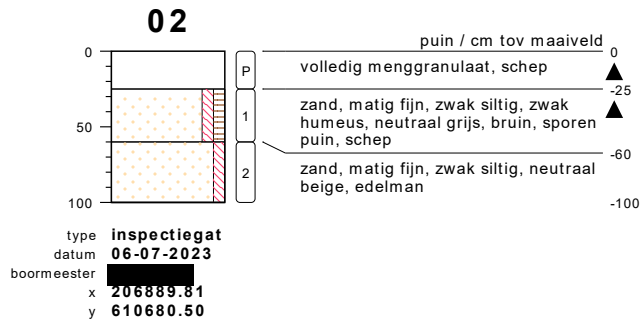 02
puin / cm tov maaiveld
0
0
P
volledig menggranulaat, schep
-25
zand, matig fijn, zwak siltig, zwak
humeus, neutraal grijs, bruin, sporen
puin, schep
50
1
-60
zand, matig fijn, zwak siltig, neutraal
beige, edelman
2
100
-100
type inspectiegat
datum 06-07-2023
boormeester
x 206889.81
y 610680.50